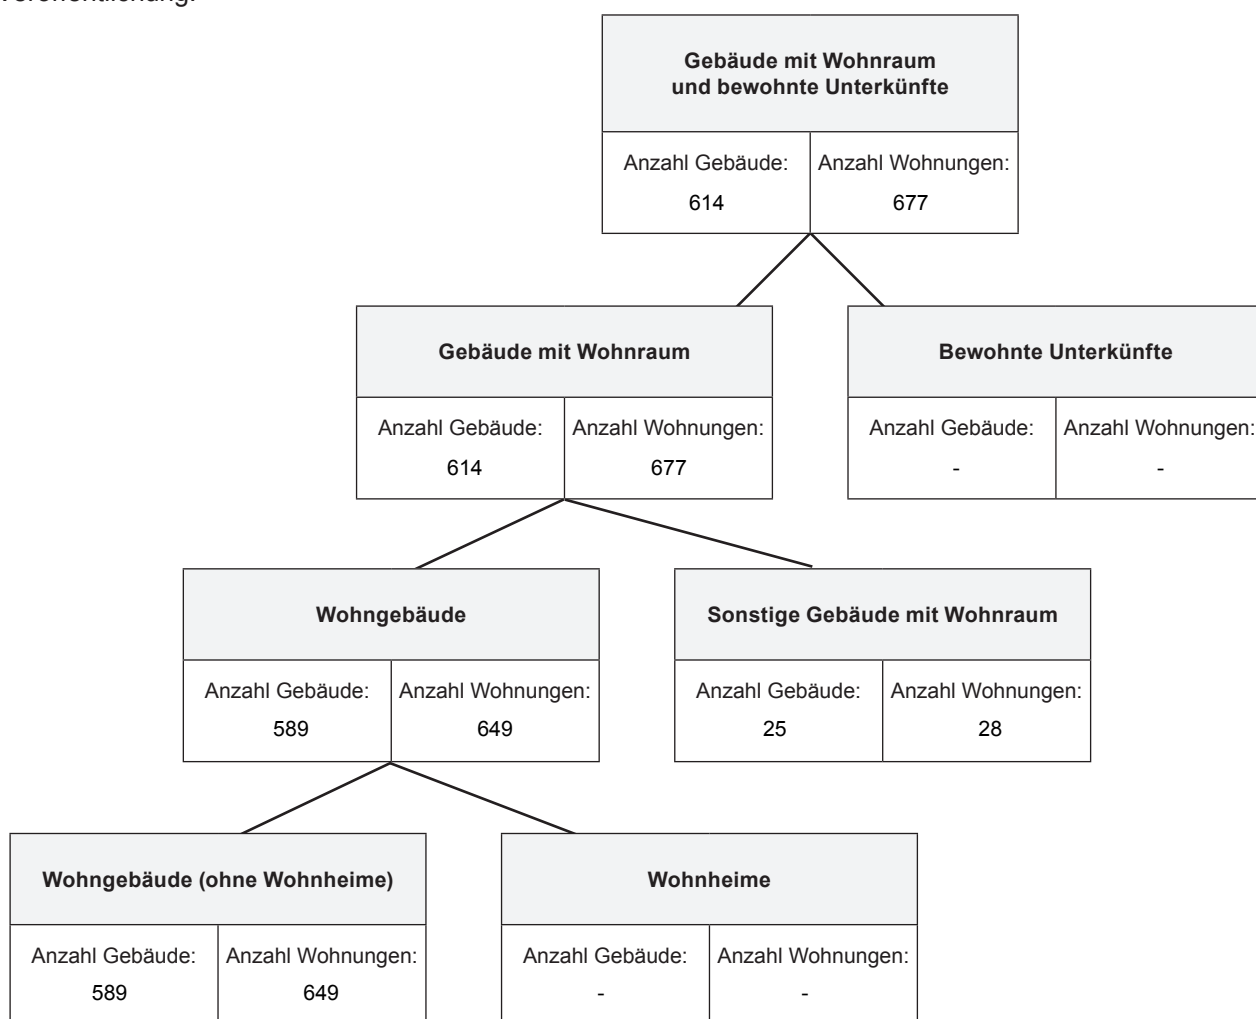 Veröffentlichung.
Gebäude mit Wohnraum
und bewohnte Unterkünfte
Anzahl Gebäude: Anzahl Wohnungen:
614 677
Gebäude mit Wohnraum Bewohnte Unterkünfte
Anzahl Gebäude: Anzahl Wohnungen: Anzahl Gebäude: Anzahl Wohnungen:
614 677 - -
Wohngebäude Sonstige Gebäude mit Wohnraum
Anzahl Gebäude: Anzahl Wohnungen: Anzahl Gebäude: Anzahl Wohnungen:
589 649 25 28
Wohngebäude (ohne Wohnheime) Wohnheime
Anzahl Gebäude: Anzahl Wohnungen: Anzahl Gebäude: Anzahl Wohnungen:
589 649 - -